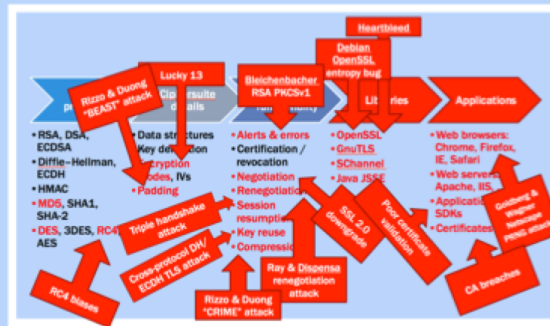 Heartbleed
Debian
OpenSSL
entropy bug
Lucky 13
Bleichenbacher
RSA PKCSv1
Rizzo & Duong
"BEAST" attack
details
Libraries
Applications
RSA, DSA,
ECDSA
Diffie–Hellman,
ECDH
HMAC
MD5, SHA1,
SHA-2
DES, 3DES, RC4
AES
Data structures
Key
Encryption
IVs
Padding
Alerts & errors
Certification /
revocation
Negotiation
Renegotiation
Session
resumption
Key reuse
Compression
OpenSSL
GnuTLS
SChannel
Java JSSE
Web browsers:
Chrome, Firefox,
IE, Safari
Web servers
Apache, IIS,
Application
SDKs
Certificates
Triple handshake
attack
Cross-protocol DH/
ECDH TLS attack
RC4 biases
Rizzo & Duong
"CRIME" attack
Ray & Dispensa
renegotiation
attack
SSL 2.0
downgrade
Poor certificate
validation
Goldberg &
Wagner
Netscape
PRNG attack
CA breaches